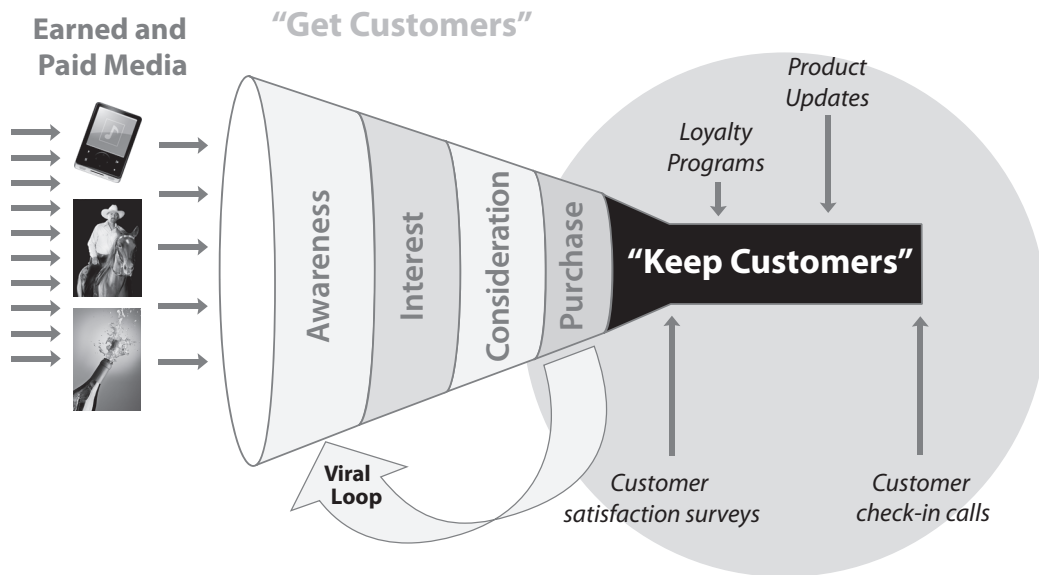 Earned and
Paid Media
“Get Customers”
Awareness
Interest
Consideration
Purchase
“Keep Customers”
Viral
Loop
Loyalty
Programs
Product
Updates
Customer
satisfaction surveys
Customer
check-in calls